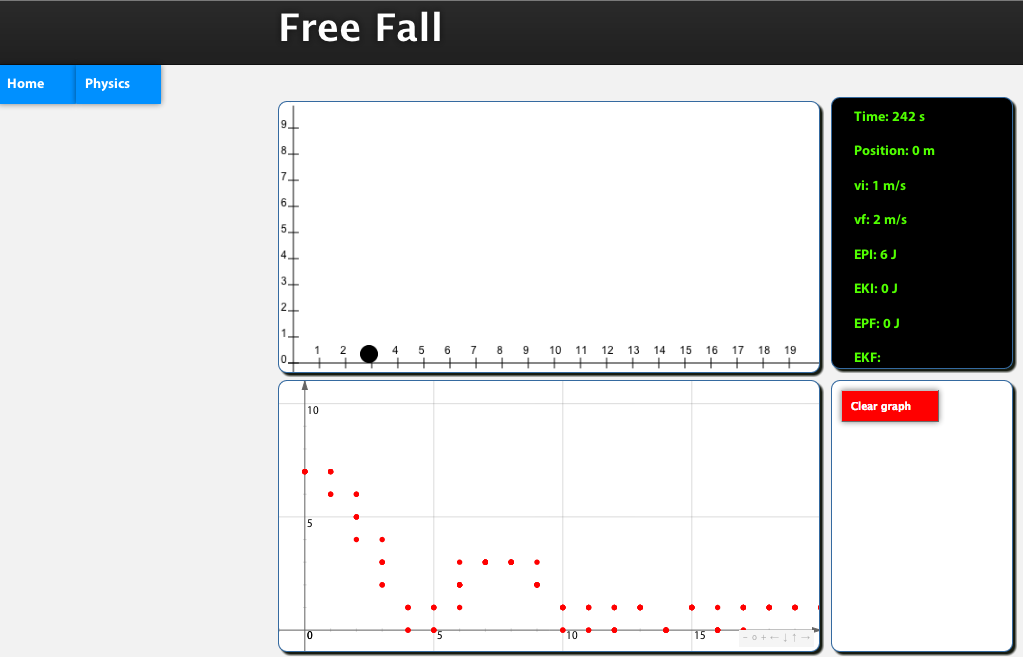 Free Fall
Home Physics
9
8
7
6
5
4
3
2
1
0
1 2 4 5 6 7 8 9 10 11 12 13 14 15 16 17 18 19
Time: 242 s
Position: 0 m
vi: 1 m/s
vf: 2 m/s
EPI: 6 J
EKI: 0 J
EPF: 0 J
EKF:
10
5
0 5 10 15
- o + ← ↓ ↑ →
Clear graph